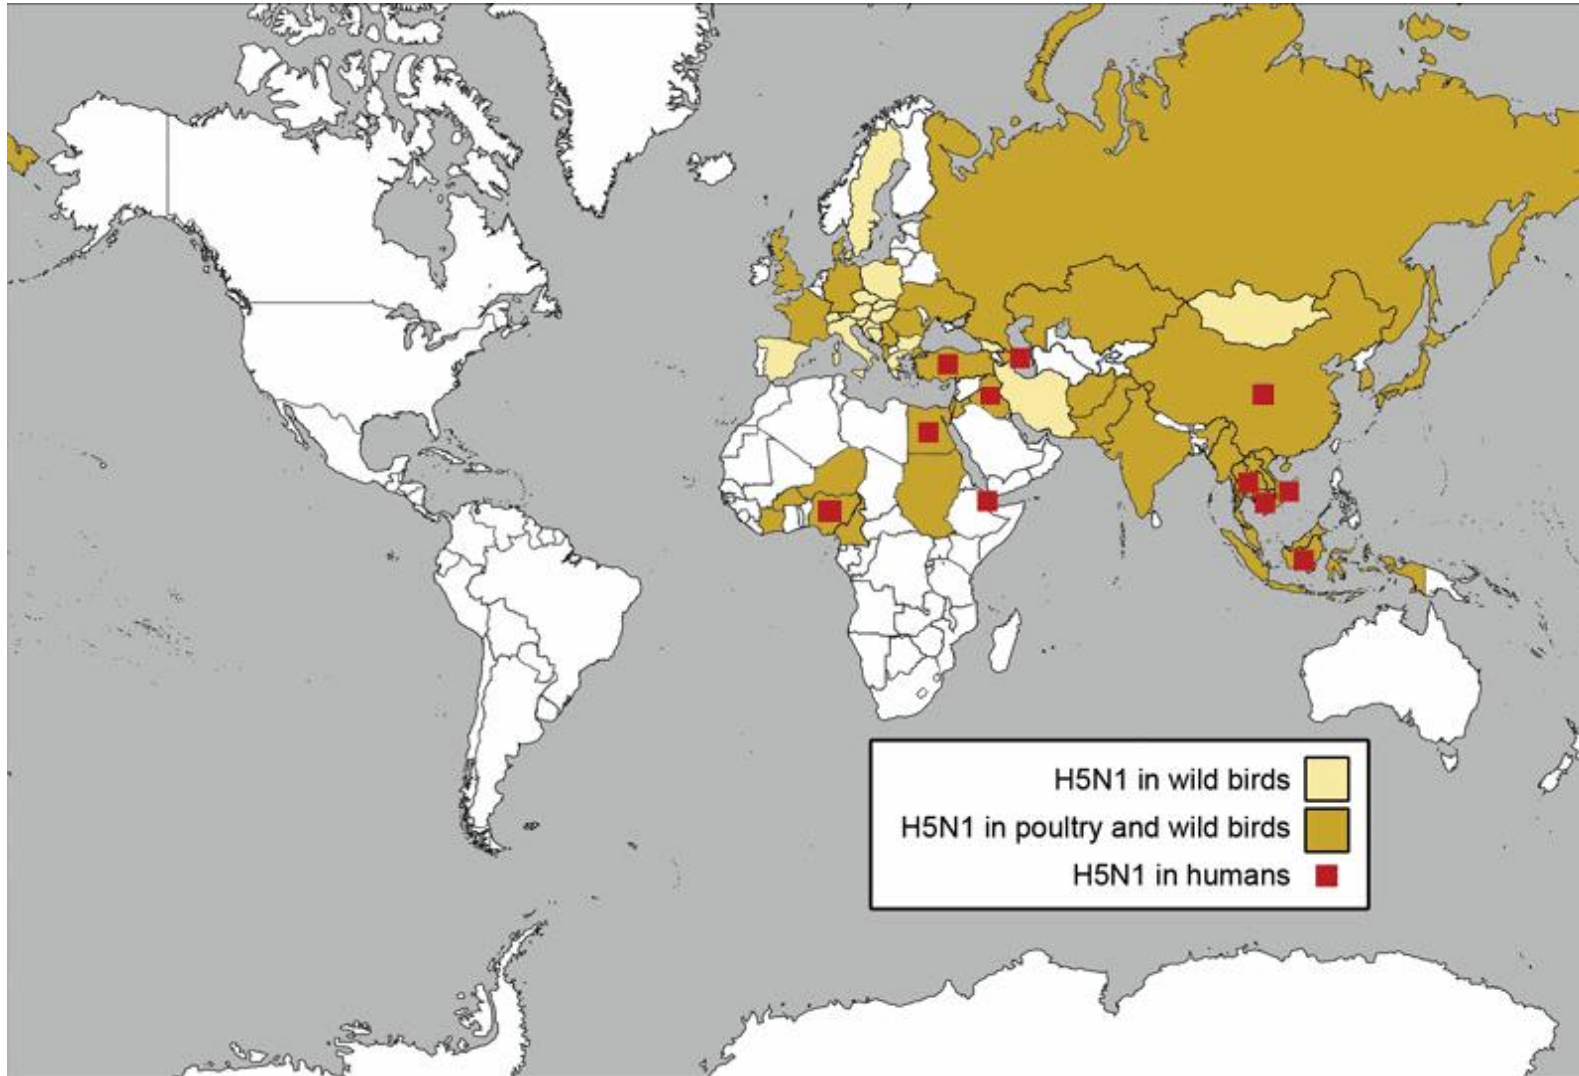 H5N1 in wild birds
H5N1 in poultry and wild birds
H5N1 in humans